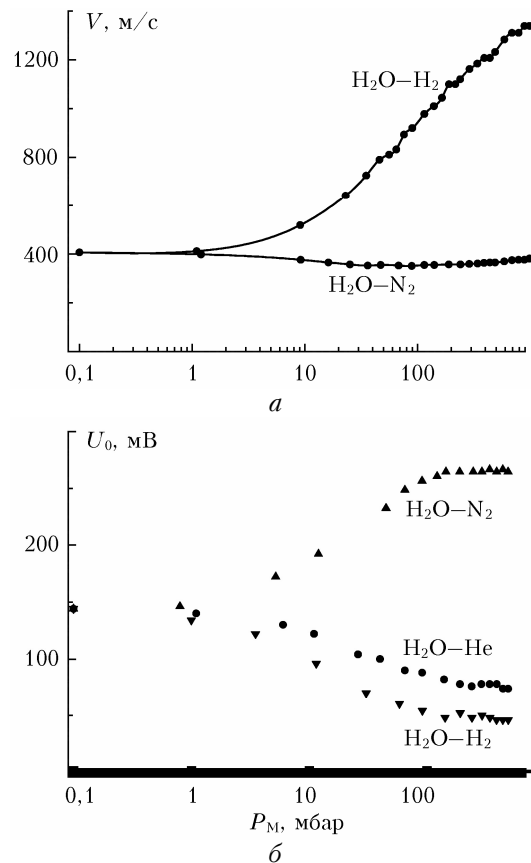 V, м/с
1200
H₂O–H₂
800
400
H₂O–N₂
0,1 1 10 100
а
U₀, мВ
H₂O–N₂
200
H₂O–He
100
H₂O–H₂
0,1 1 10 100
Pм, мбар
б